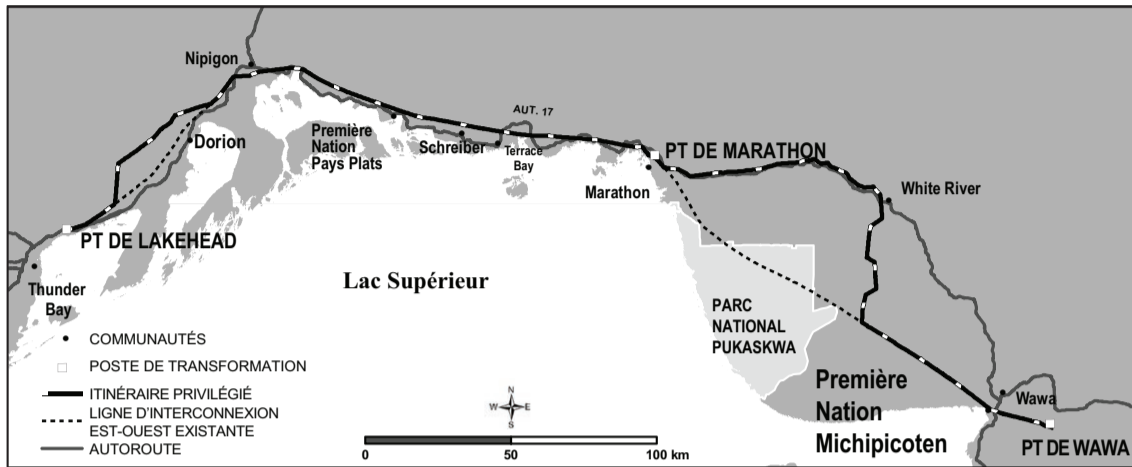 Nipigon
AUT. 17
Dorion
Première
Nation
Pays Plats
Schreiber
Terrace
Bay
PT DE MARATHON
Marathon
White River
PT DE LAKEHEAD
Thunder
Bay
Lac Supérieur
PARC
NATIONAL
PUKASKWA
Première
Nation
Michipicoten
Wawa
PT DE WAWA
COMMUNAUTÉS
POSTE DE TRANSFORMATION
ITINÉRAIRE PRIVILÉGIÉ
LIGNE D'INTERCONNEXION
EST-OUEST EXISTANTE
AUTOROUTE
N
W E
S
0 50 100 km